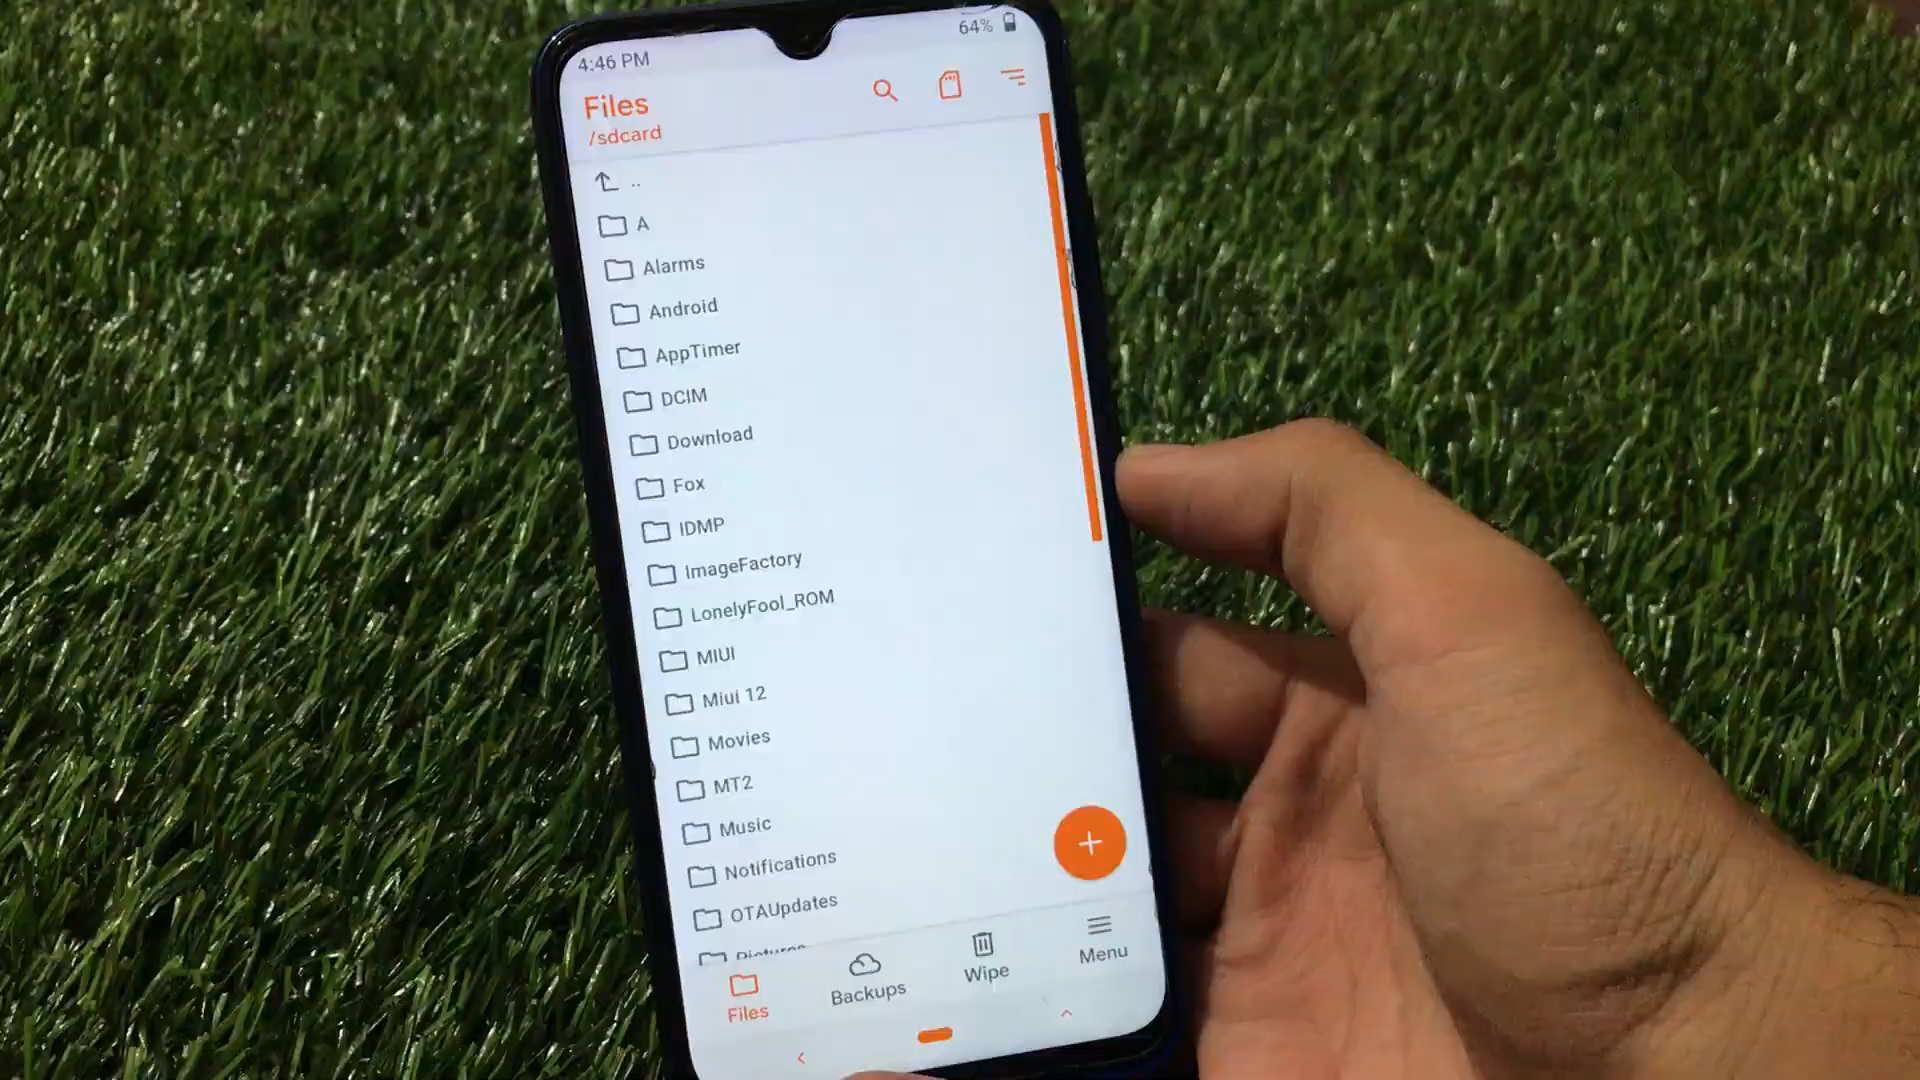 4:46 PM
64%
Files
/sdcard
..
A
Alarms
Android
AppTimer
DCIM
Download
Fox
IDMP
ImageFactory
LonelyFool_ROM
MIUI
Miui 12
Movies
MT2
Music
Notifications
OTAUpdates
Pictures
Files
Backups
Wipe
Menu